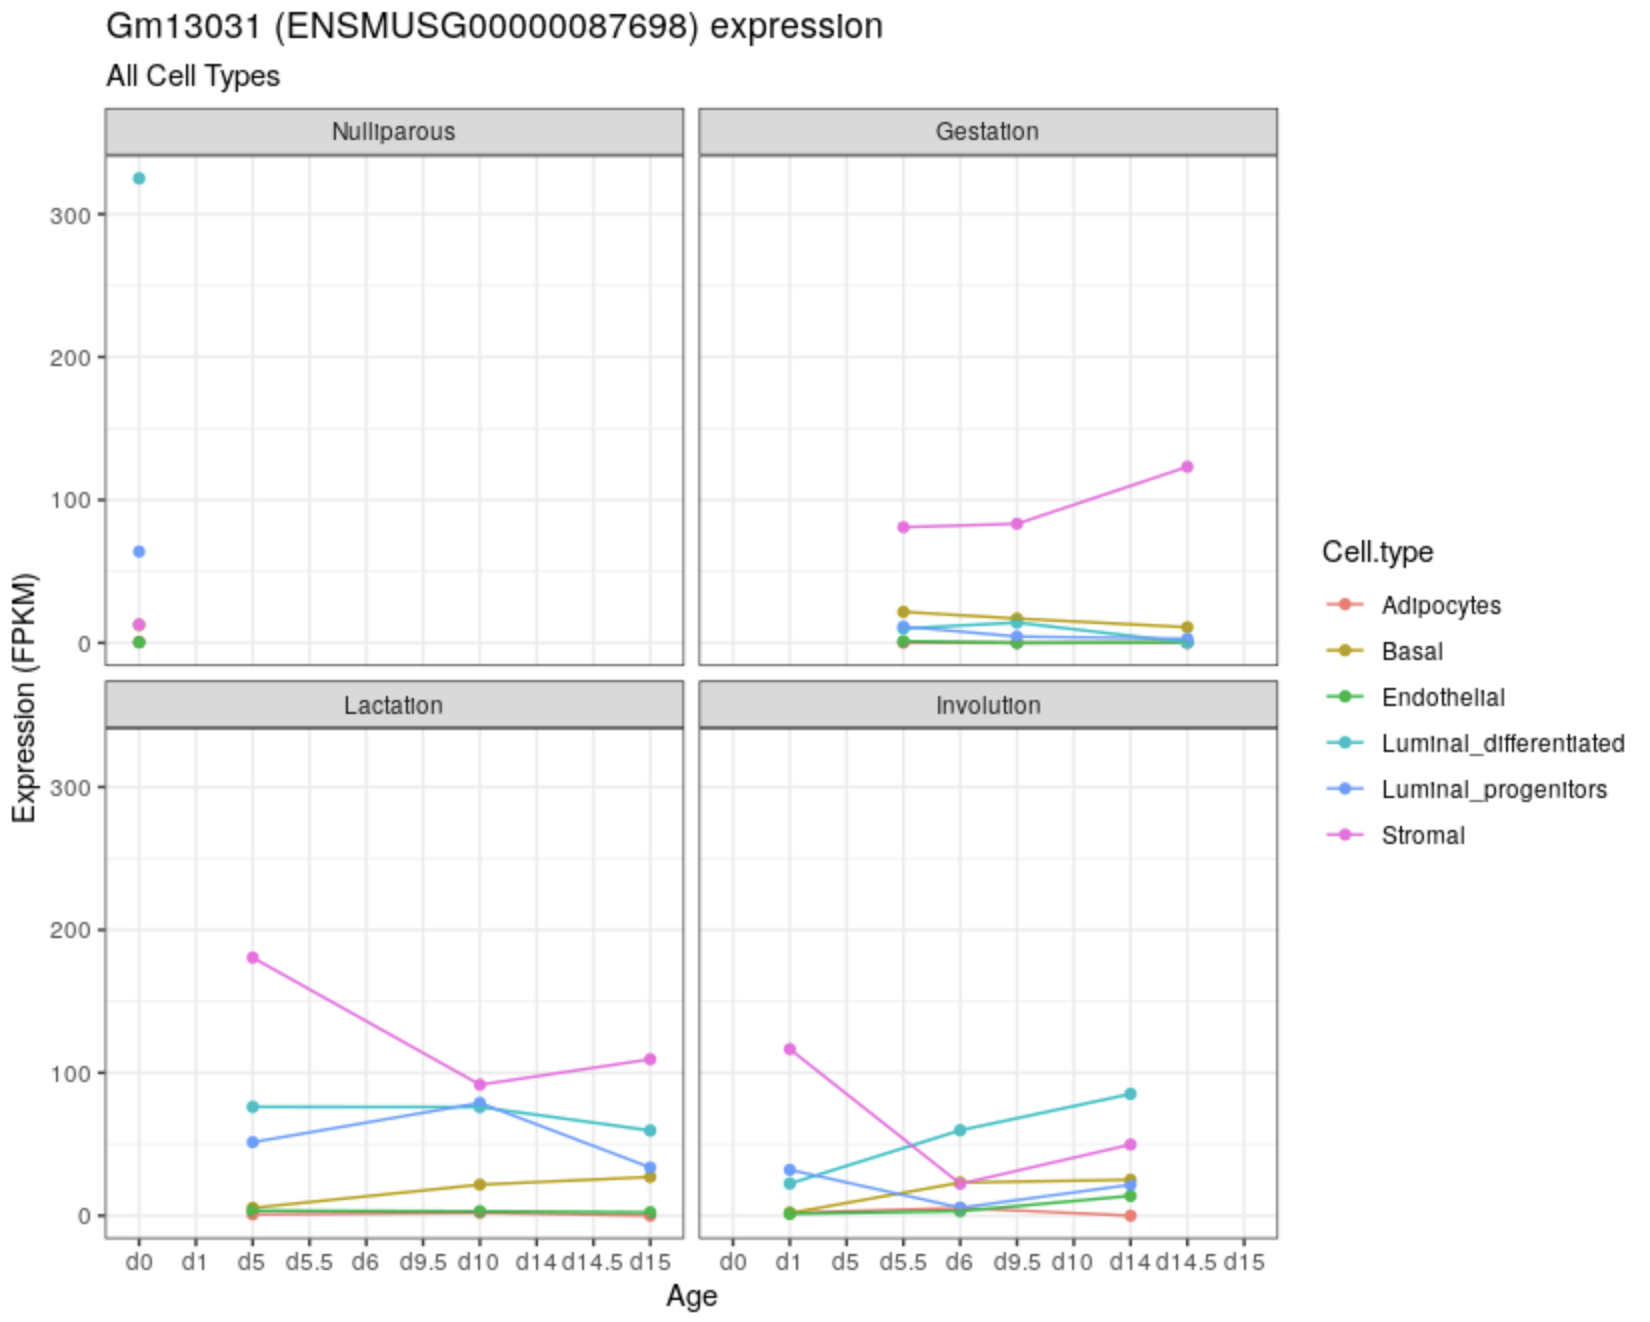 Gm13031 (ENSMUSG00000087698) expression
All Cell Types
Nulliparous
Gestation
300
200
100
0
Lactation
Involution
300
200
100
0
Expression (FPKM)
d0 d1 d5 d5.5 d6 d9.5 d10 d14 d14.5 d15
d0 d1 d5 d5.5 d6 d9.5 d10 d14 d14.5 d15
Age
Cell.type
Adipocytes
Basal
Endothelial
Luminal_differentiated
Luminal_progenitors
Stromal